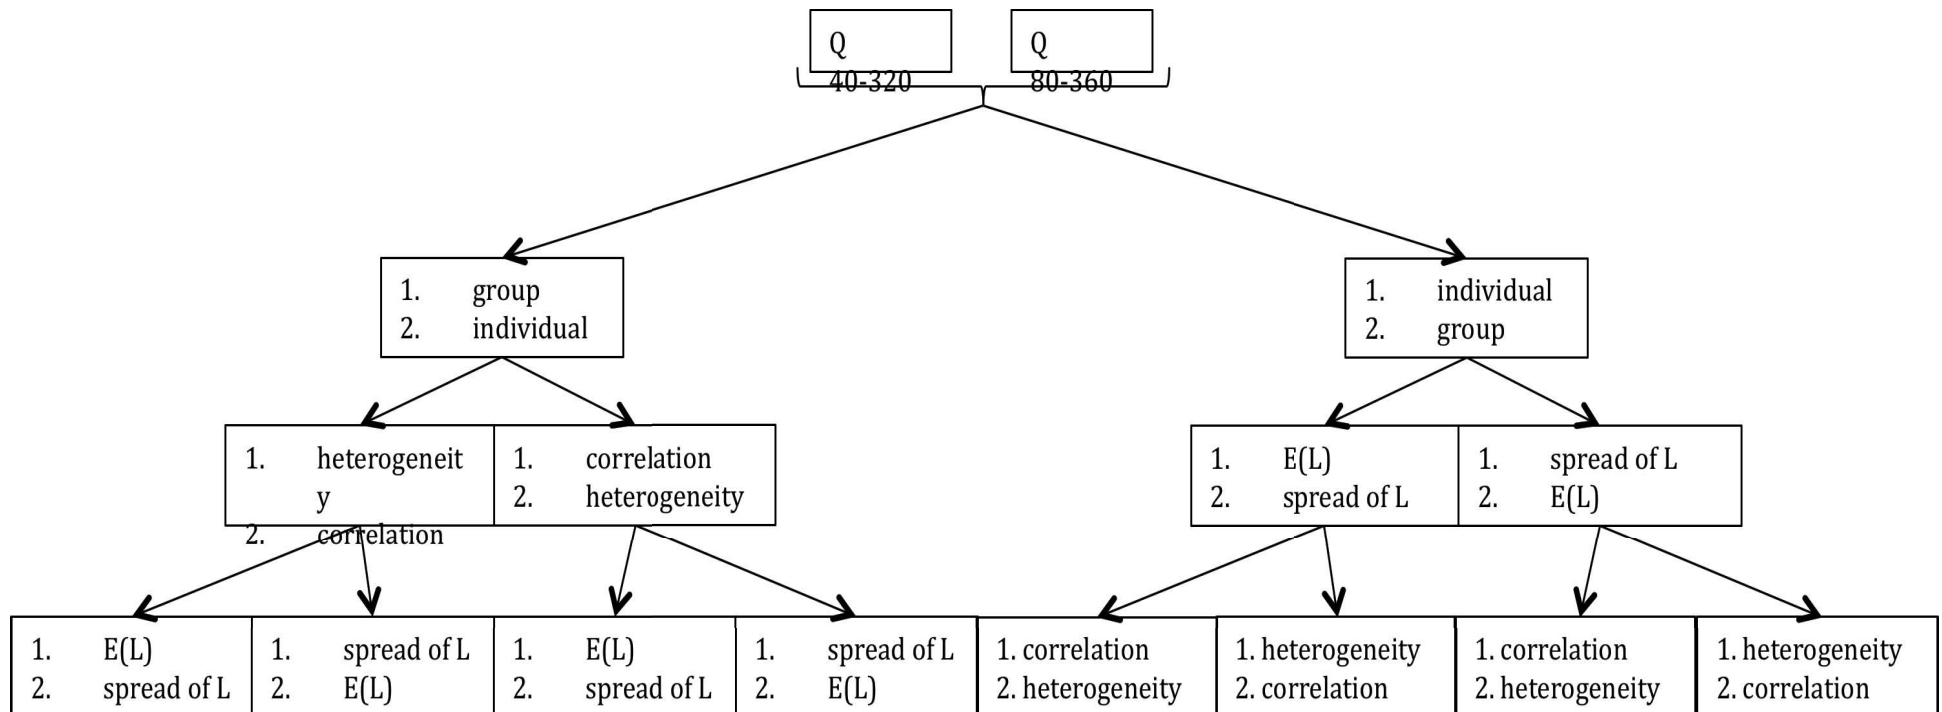 Q
40-320
Q
80-360
1. group
2. individual
1. individual
2. group
1. heterogeneit
y
2. correlation
1. correlation
2. heterogeneity
1. E(L)
2. spread of L
1. spread of L
2. E(L)
1. E(L)
2. spread of L
1. spread of L
2. E(L)
1. E(L)
2. spread of L
1. spread of L
2. E(L)
1. correlation
2. heterogeneity
1. heterogeneity
2. correlation
1. correlation
2. heterogeneity
1. heterogeneity
2. correlation